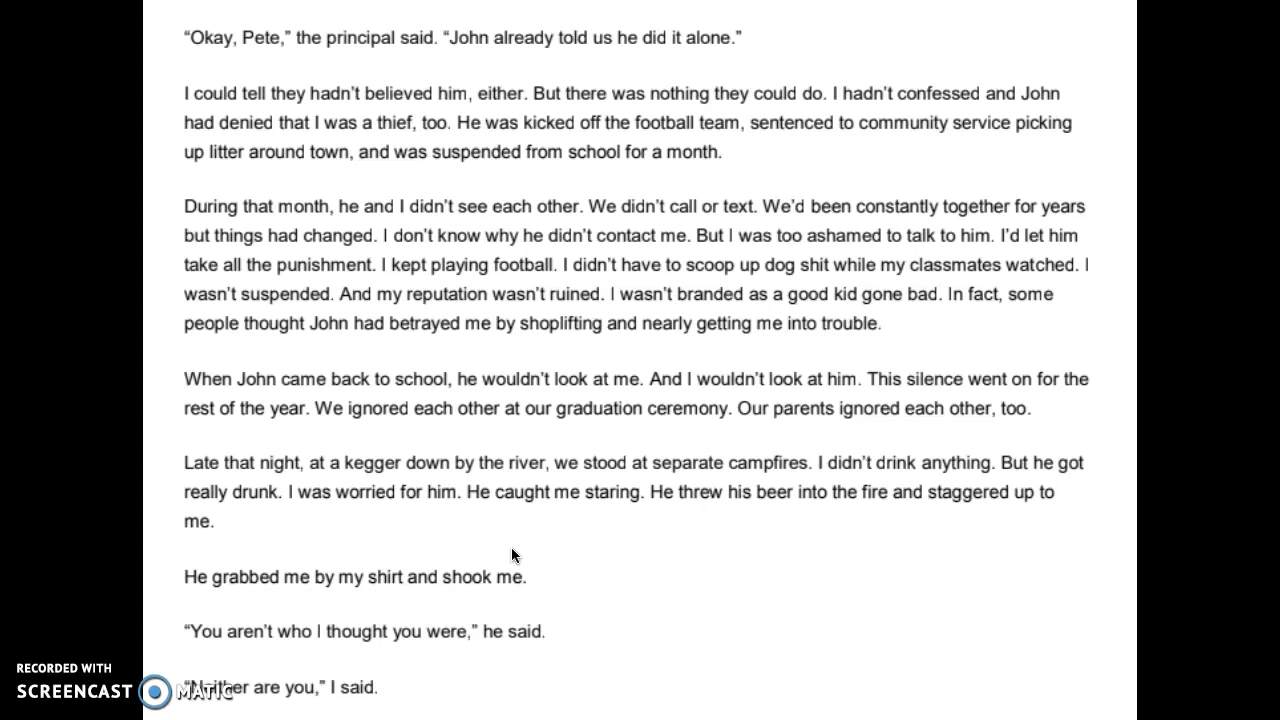 “Okay, Pete,” the principal said. “John already told us he did it alone.”
I could tell they hadn’t believed him, either. But there was nothing they could do. I hadn’t confessed and John
had denied that I was a thief, too. He was kicked off the football team, sentenced to community service picking
up litter around town, and was suspended from school for a month.
During that month, he and I didn’t see each other. We didn’t call or text. We’d been constantly together for years
but things had changed. I don’t know why he didn’t contact me. But I was too ashamed to talk to him. I’d let him
take all the punishment. I kept playing football. I didn’t have to scoop up dog shit while my classmates watched. I
wasn’t suspended. And my reputation wasn’t ruined. I wasn’t branded as a good kid gone bad. In fact, some
people thought John had betrayed me by shoplifting and nearly getting me into trouble.
When John came back to school, he wouldn’t look at me. And I wouldn’t look at him. This silence went on for the
rest of the year. We ignored each other at our graduation ceremony. Our parents ignored each other, too.
Late that night, at a kegger down by the river, we stood at separate campfires. I didn’t drink anything. But he got
really drunk. I was worried for him. He caught me staring. He threw his beer into the fire and staggered up to
me.
He grabbed me by my shirt and shook me.
“You aren’t who I thought you were,” he said.
“Neither are you,” I said.
RECORDED WITH
SCREENCAST MATIC